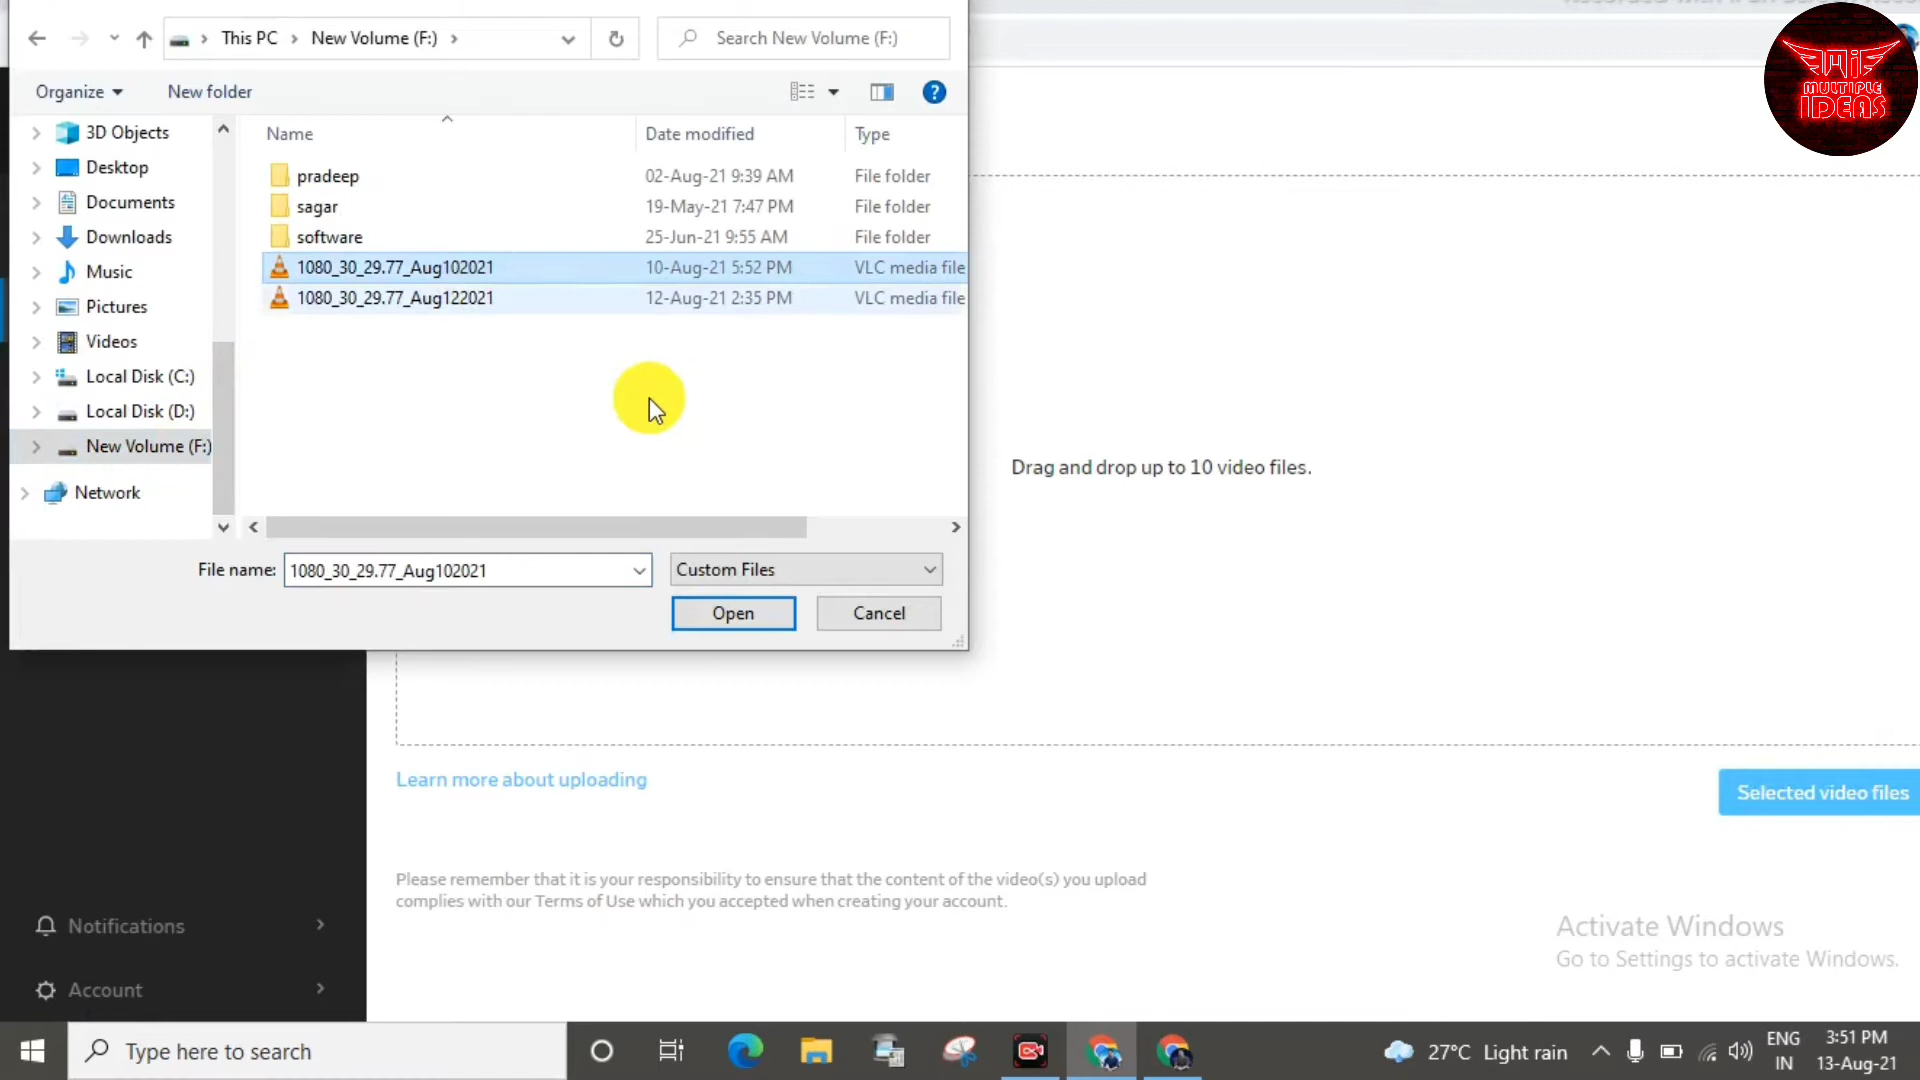 This PC > New Volume (F:) >
Search New Volume (F:)
Organize
New folder
3D Objects
Desktop
Documents
Downloads
Music
Pictures
Videos
Local Disk (C:)
Local Disk (D:)
New Volume (F:)
Network
Name Date modified Type
pradeep 02-Aug-21 9:39 AM File folder
sagar 19-May-21 7:47 PM File folder
software 25-Jun-21 9:55 AM File folder
1080_30_29.77_Aug102021 10-Aug-21 5:52 PM VLC media file
1080_30_29.77_Aug122021 12-Aug-21 2:35 PM VLC media file
File name: 1080_30_29.77_Aug102021 Custom Files
Open Cancel
MULTIPLE
IDEAS
Drag and drop up to 10 video files.
Learn more about uploading
Selected video files
Please remember that it is your responsibility to ensure that the content of the video(s) you upload
complies with our Terms of Use which you accepted when creating your account.
Notifications
Account
Activate Windows
Go to Settings to activate Windows.
Type here to search
27°C Light rain
ENG
IN
3:51 PM
13-Aug-21